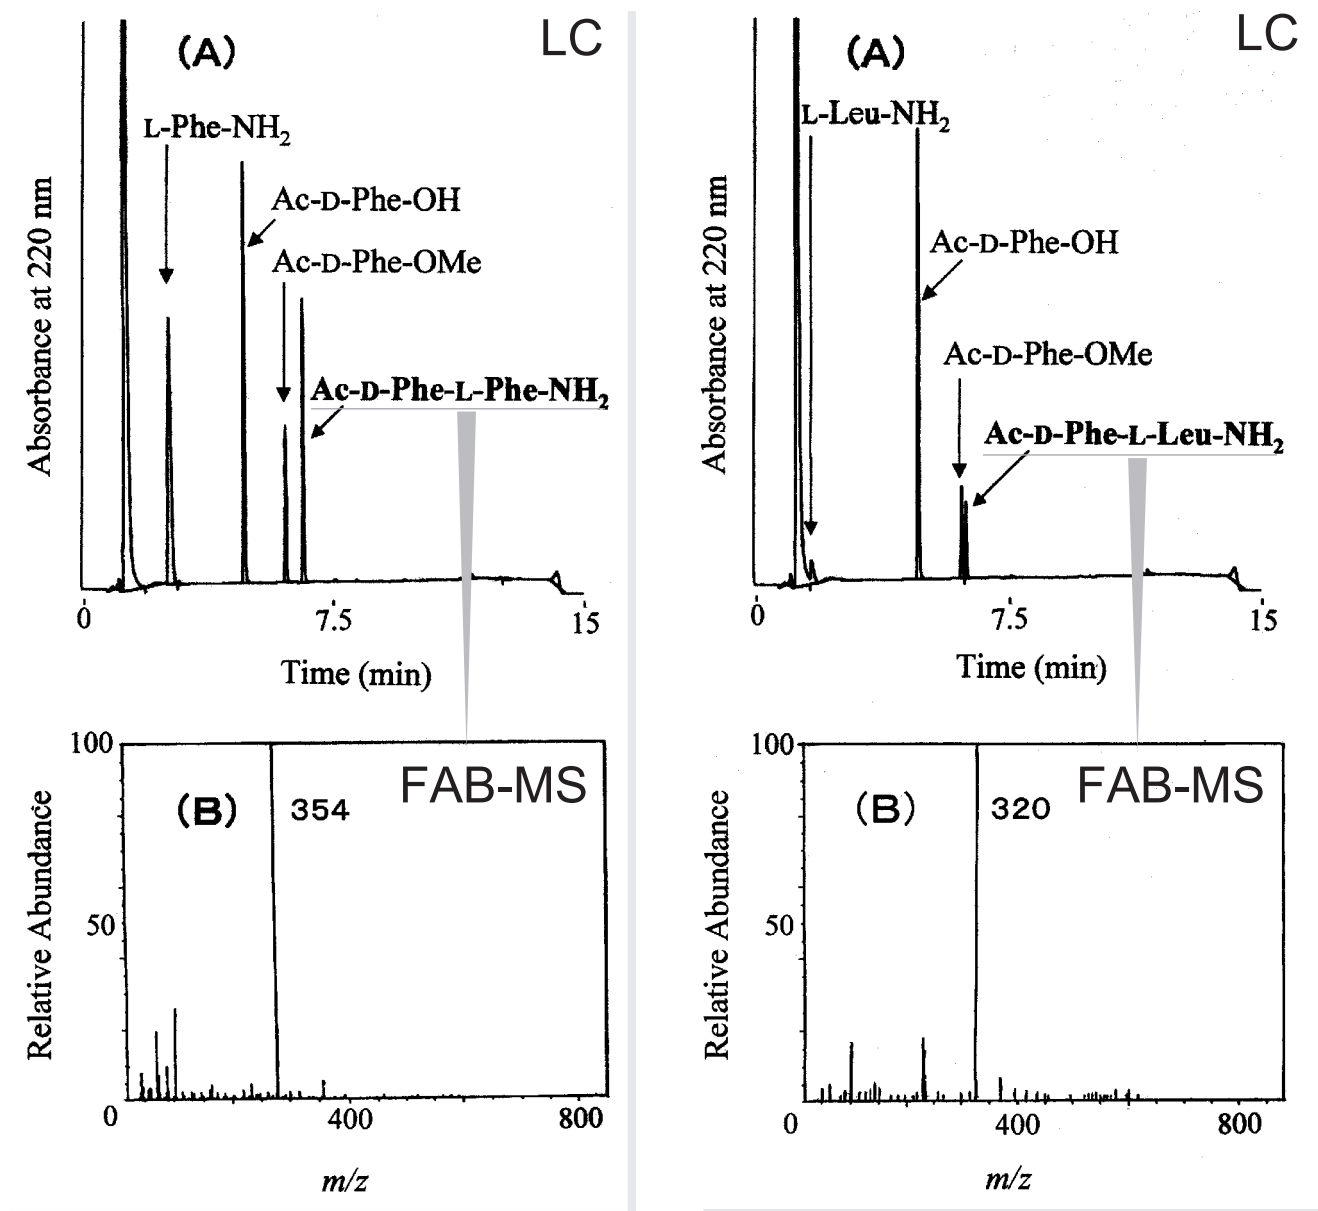 (A)
LC
L-Phe-NH2
Ac-D-Phe-OH
Ac-D-Phe-OMe
Ac-D-Phe-L-Phe-NH2
Absorbance at 220 nm
0
7.5
15
Time (min)
100
50
0
(B)
354
FAB-MS
Relative Abundance
400
800
m/z
(A)
LC
L-Leu-NH2
Ac-D-Phe-OH
Ac-D-Phe-OMe
Ac-D-Phe-L-Leu-NH2
Absorbance at 220 nm
0
7.5
15
Time (min)
100
50
0
(B)
320
FAB-MS
Relative Abundance
400
800
m/z